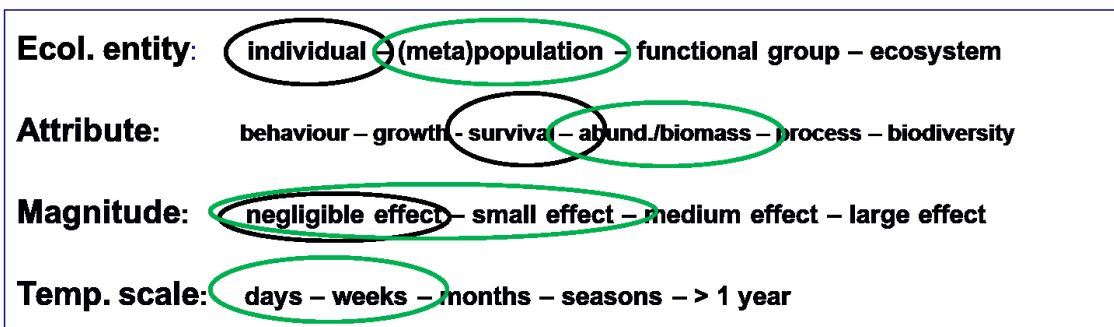 Ecol. entity: individual – (meta)population – functional group – ecosystem
Attribute: behaviour – growth - survival – abund./biomass – process – biodiversity
Magnitude: negligible effect – small effect – medium effect – large effect
Temp. scale: days – weeks – months – seasons – > 1 year